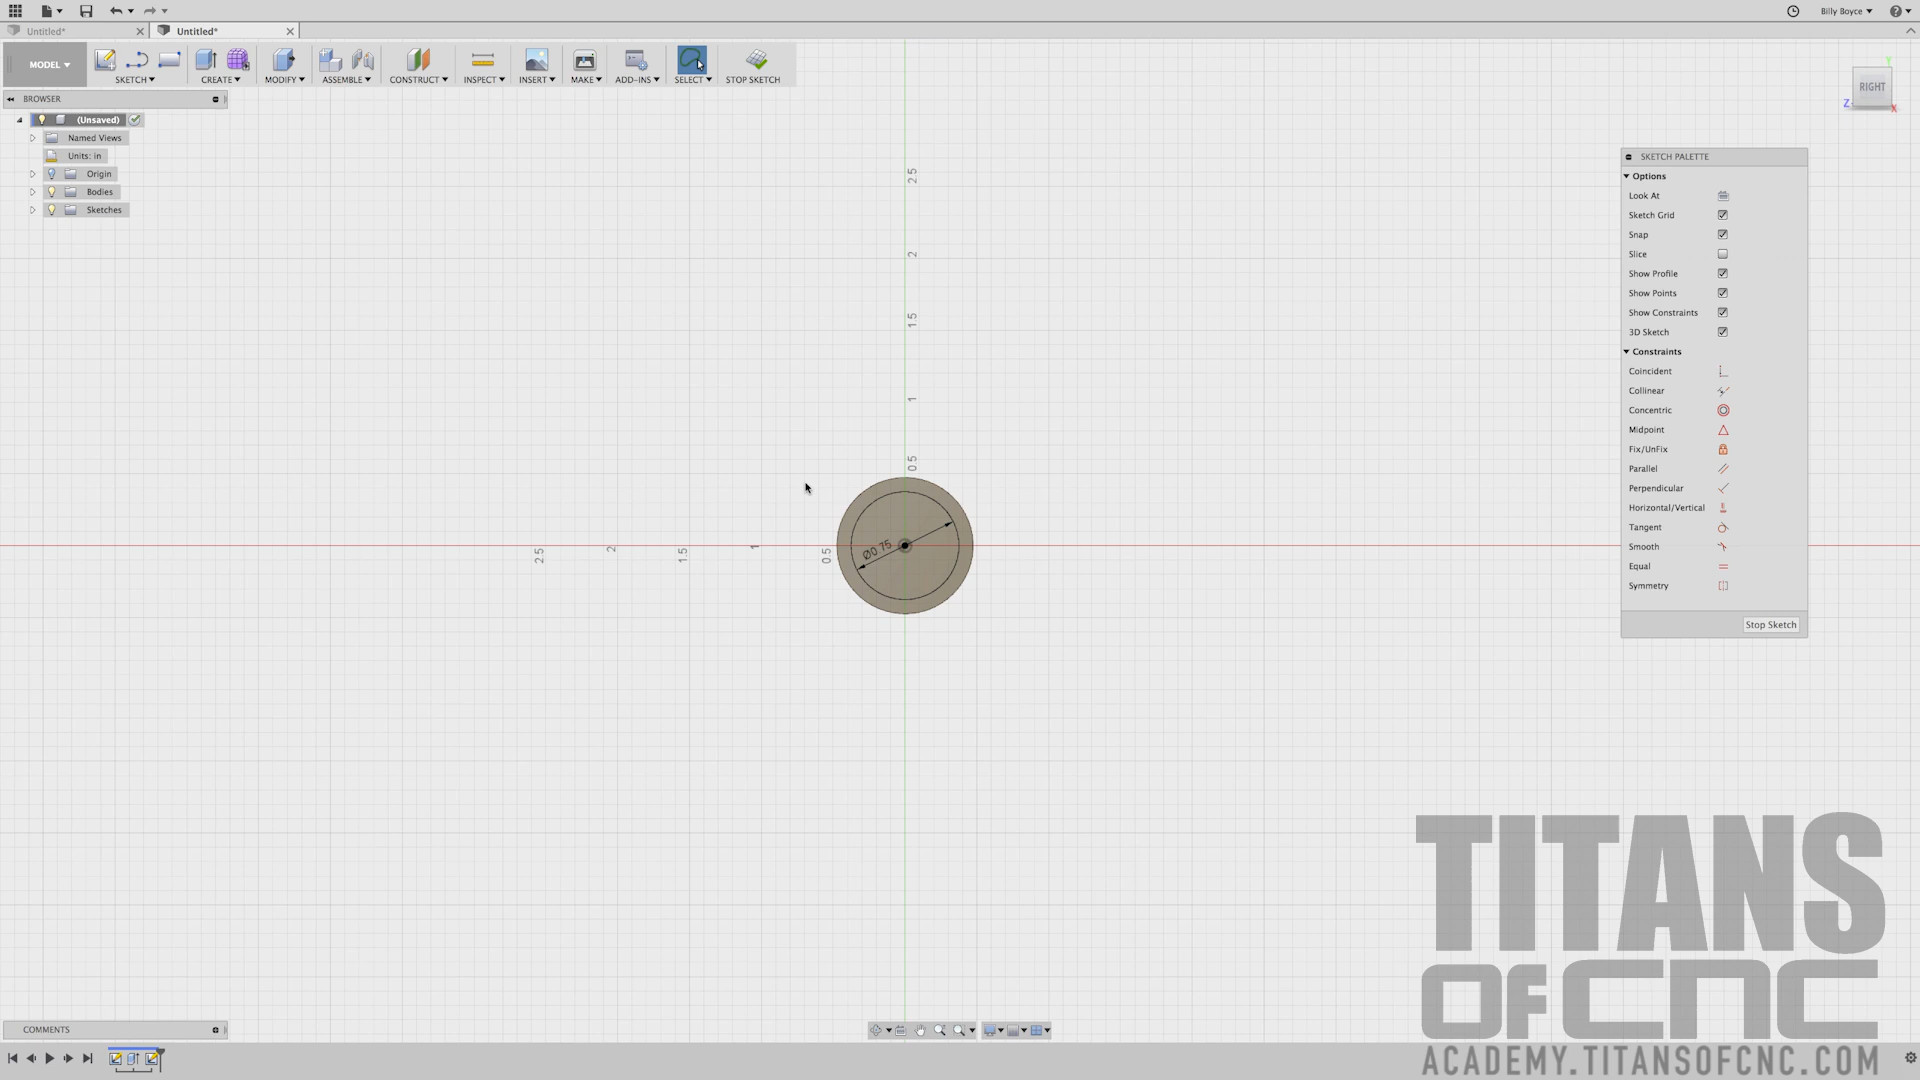 Billy Boyce
Untitled*
Untitled*
MODEL
SKETCH
CREATE
MODIFY
ASSEMBLE
CONSTRUCT
INSPECT
INSERT
MAKE
ADD-INS
SELECT
STOP SKETCH
BROWSER
(Unsaved)
Named Views
Units: in
Origin
Bodies
Sketches
Y
RIGHT
Z
X
SKETCH PALETTE
Options
Look At
Sketch Grid
Snap
Slice
Show Profile
Show Points
Show Constraints
3D Sketch
Constraints
Coincident
Collinear
Concentric
Midpoint
Fix/UnFix
Parallel
Perpendicular
Horizontal/Vertical
Tangent
Smooth
Equal
Symmetry
Stop Sketch
2.5
2
1.5
1
0.5
2.5
2
1.5
1
0.5
Ø0.75
TITANS
OF CNC
ACADEMY.TITANSOFCNC.COM
COMMENTS